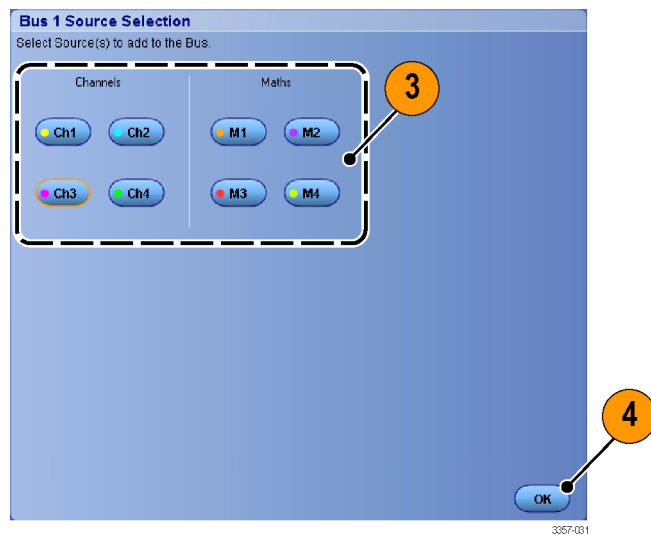 Bus 1 Source Selection
Select Source(s) to add to the Bus.
Channels Maths
3
Ch1 Ch2 M1 M2
Ch3 Ch4 M3 M4
4
OK
3357-031